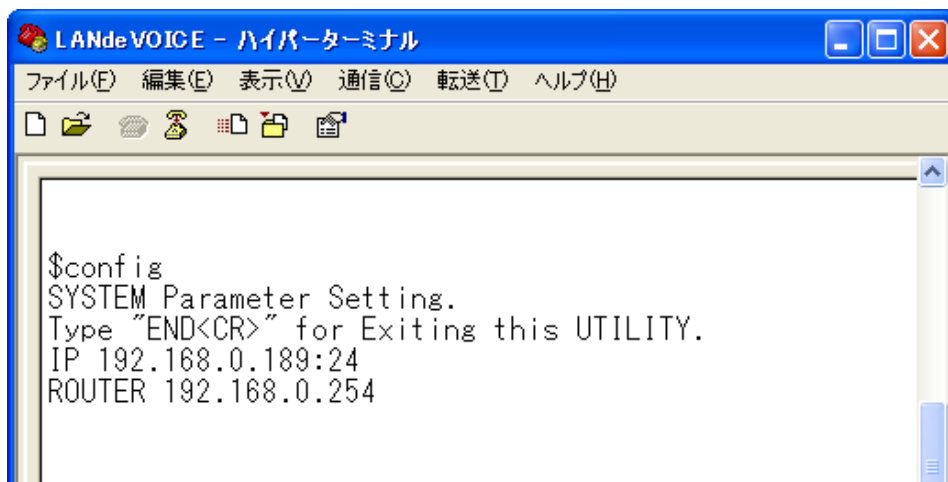 LANdeVOICE - ハイパーターミナル
ファイル(F) 編集(E) 表示(V) 通信(C) 転送(T) ヘルプ(H)
$config
SYSTEM Parameter Setting.
Type "END<CR>" for Exiting this UTILITY.
IP 192.168.0.189:24
ROUTER 192.168.0.254